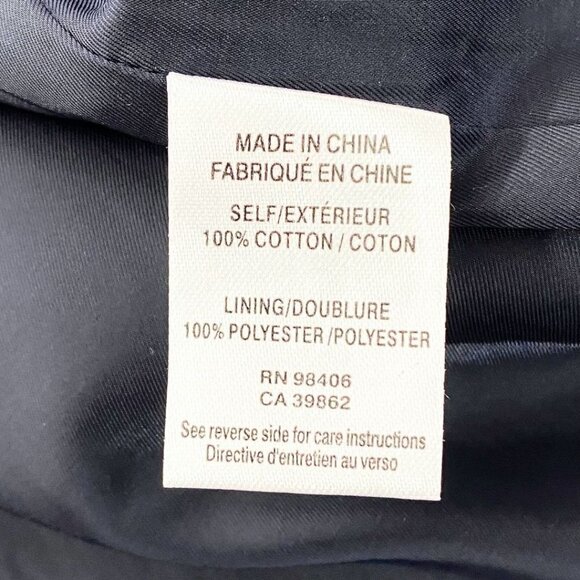 MADE IN CHINA
FABRIQUÉ EN CHINE
SELF/EXTÉRIEUR
100% COTTON / COTON
LINING/DOUBLURE
100% POLYESTER /POLYESTER
RN 98406
CA 39862
See reverse side for care instructions
Directive d'entretien au verso